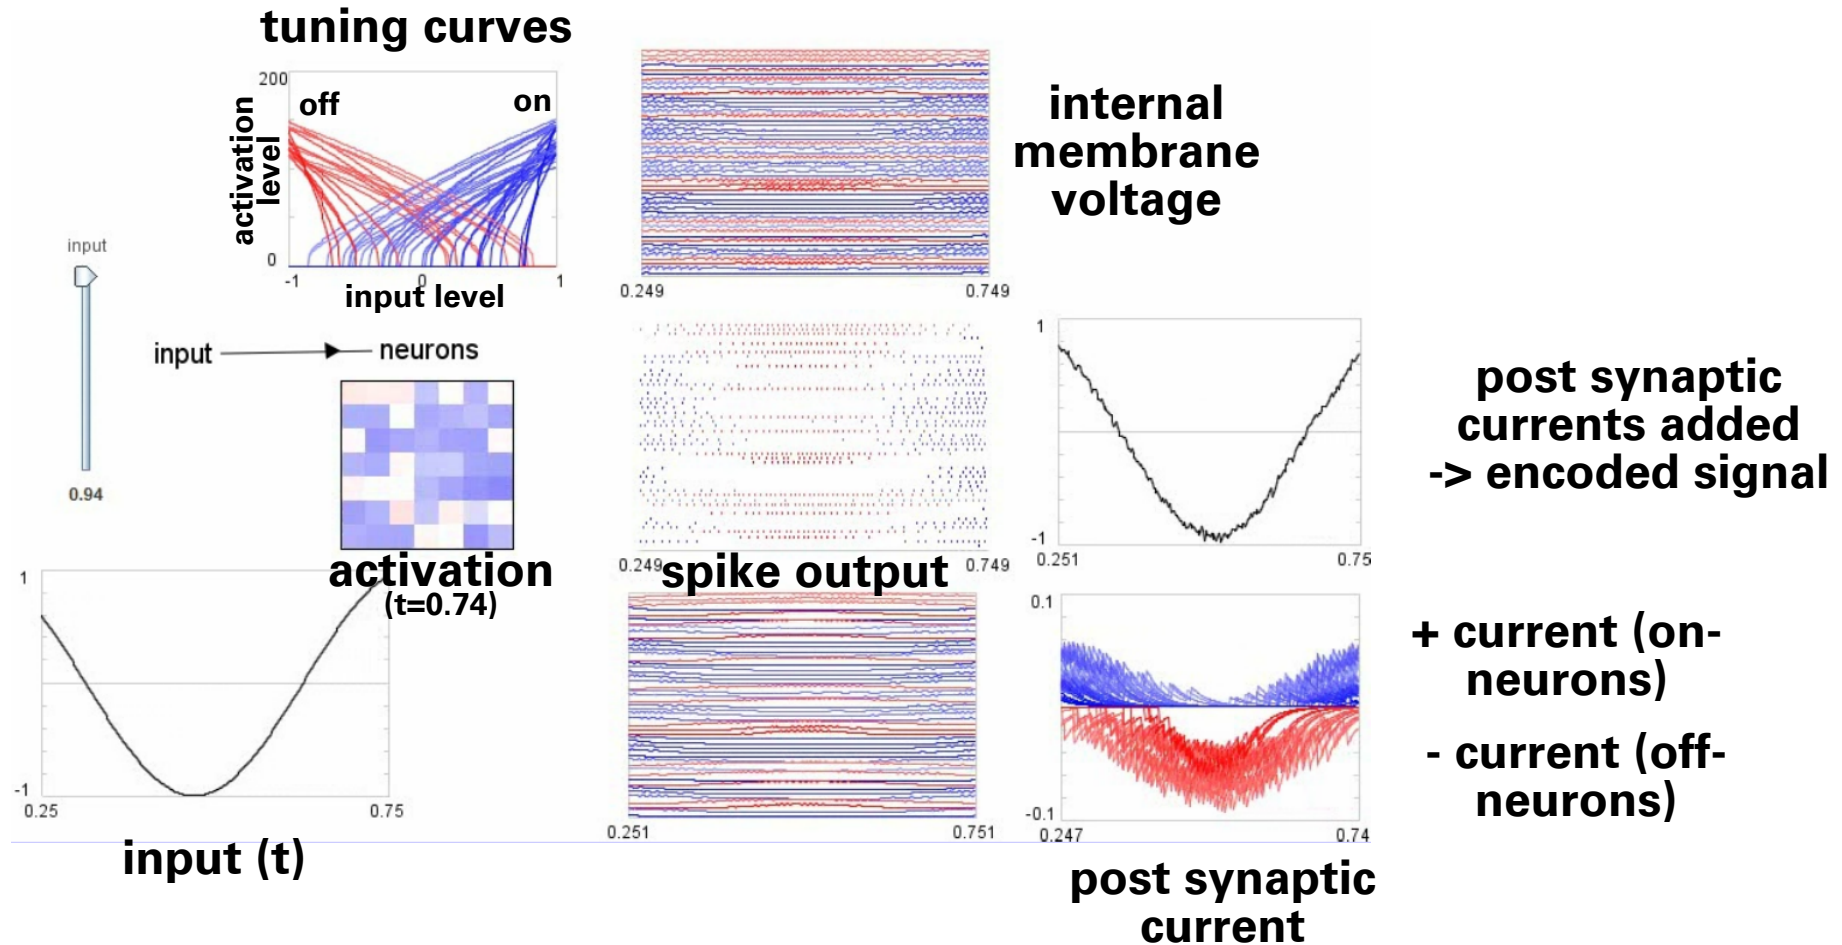 tuning curves
200
off
on
activation
level
0
-1
0
1
input level
input
0.94
input
neurons
activation
(t=0.74)
1
-1
0.25
0.75
input (t)
internal
membrane
voltage
0.249
0.749
0.249
0.749
spike output
0.251
0.751
1
-1
0.251
0.75
post synaptic
currents added
-> encoded signal
0.1
-0.1
0.247
0.74
+ current (on-
neurons)
- current (off-
neurons)
post synaptic
current